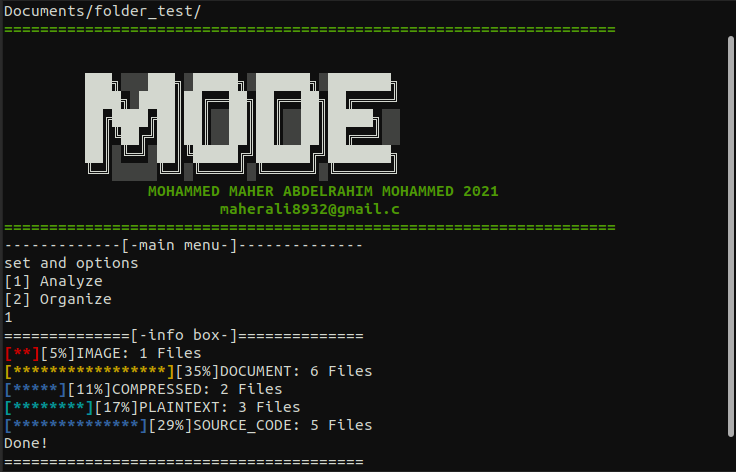 Documents/folder_test/
====================================================================
MODE
MOHAMMED MAHER ABDELRAHIM MOHAMMED 2021
maherali8932@gmail.c
====================================================================
-------------[-main menu-]--------------
set and options
[1] Analyze
[2] Organize
1
==============[-info box-]==============
[**][5%]IMAGE: 1 Files
[*****************][35%]DOCUMENT: 6 Files
[*****][11%]COMPRESSED: 2 Files
[********][17%]PLAINTEXT: 3 Files
[**************][29%]SOURCE_CODE: 5 Files
Done!
========================================